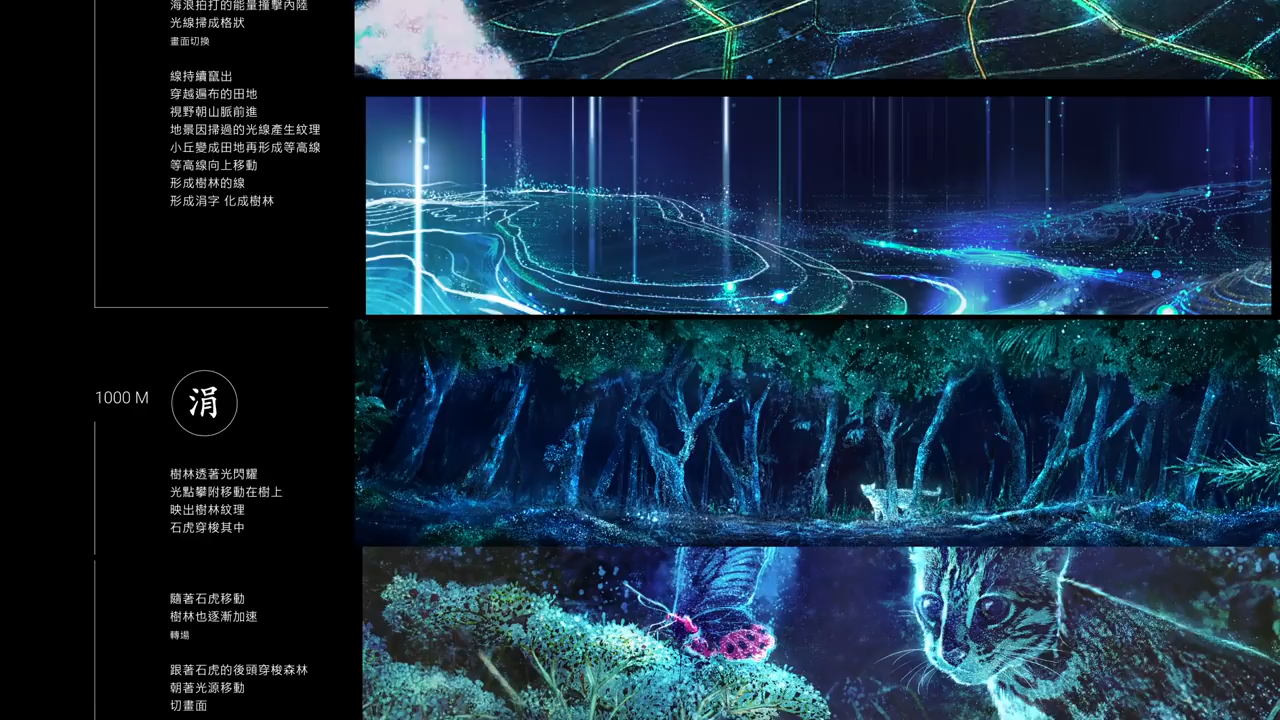 海浪拍打的能量撞擊內陸
光線掃成格狀
畫面切換
線持續竄出
穿越遍布的田地
視野朝山脈前進
地景因掃過的光線產生紋理
小丘變成田地再形成等高線
等高線向上移動
形成樹林的線
形成涓字 化成樹林
1000 M
涓
樹林透著光閃耀
光點攀附移動在樹上
映出樹林紋理
石虎穿梭其中
隨著石虎移動
樹林也逐漸加速
轉場
跟著石虎的後頭穿梭森林
朝著光源移動
切畫面